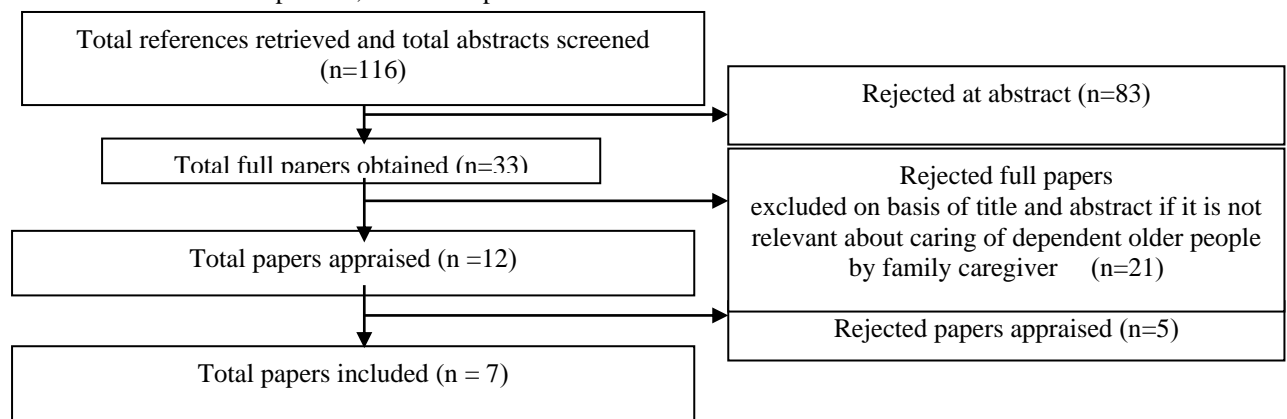 Total references retrieved and total abstracts screened
(n=116)
Rejected at abstract (n=83)
Total full papers obtained (n=33)
Rejected full papers
excluded on basis of title and abstract if it is not
relevant about caring of dependent older people
by family caregiver (n=21)
Total papers appraised (n =12)
Rejected papers appraised (n=5)
Total papers included (n = 7)